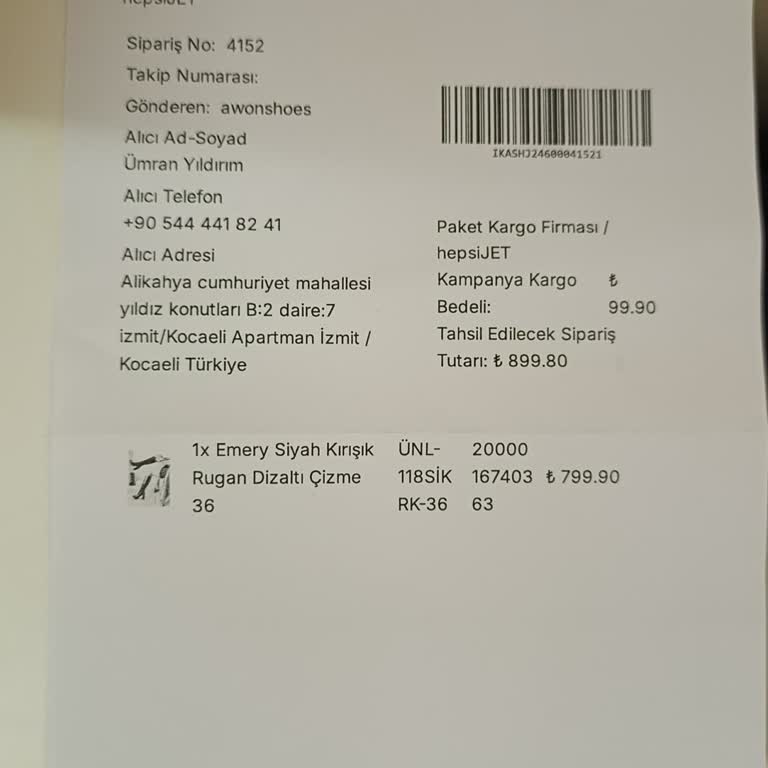 hepsiJET
Sipariş No: 4152
Takip Numarası:
Gönderen: awonshoes
Alıcı Ad-Soyad
Ümran Yıldırım
Alıcı Telefon
+90 544 441 82 41
Alıcı Adresi
Alikahya cumhuriyet mahallesi
yıldız konutları B:2 daire:7
izmit/Kocaeli Apartman İzmit /
Kocaeli Türkiye
IKASHJ24600041521
Paket Kargo Firması /
hepsiJET
Kampanya Kargo ₺
Bedeli: 99.90
Tahsil Edilecek Sipariş
Tutarı: ₺ 899.80
1x Emery Siyah Kırışık ÜNL- 20000
Rugan Dizaltı Çizme 118SİK 167403 ₺ 799.90
36 RK-36 63